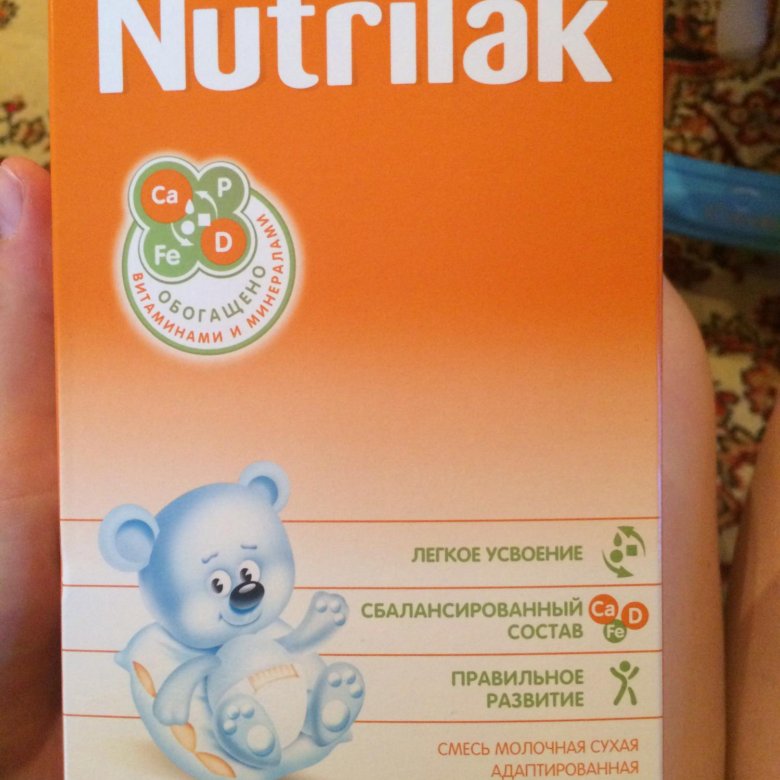 Nutrilak
Ca P
Fe D
ОБОГАЩЕНО
ВИТАМИНАМИ И МИНЕРАЛАМИ
ЛЕГКОЕ УСВОЕНИЕ
СБАЛАНСИРОВАННЫЙ
СОСТАВ
Ca D
Fe
ПРАВИЛЬНОЕ
РАЗВИТИЕ
СМЕСЬ МОЛОЧНАЯ СУХАЯ
АДАПТИРОВАННАЯ